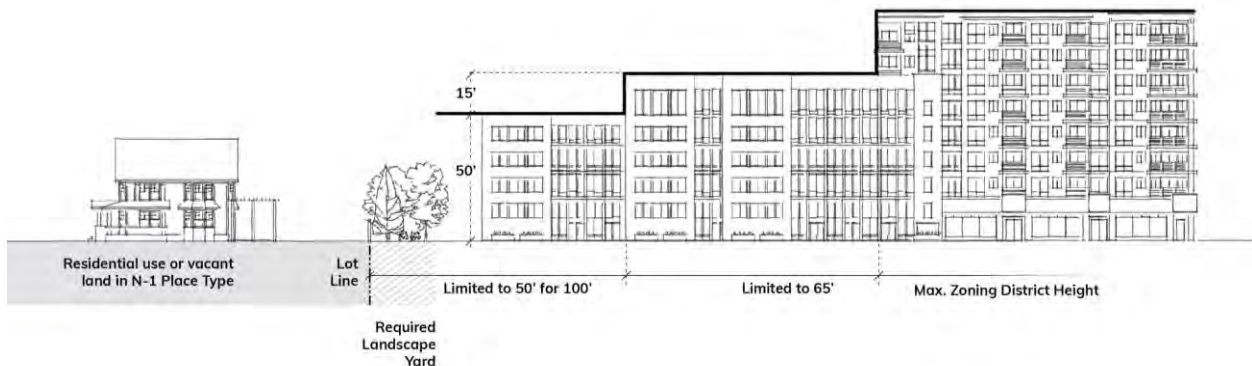 15'
50'
Residential use or vacant
land in N-1 Place Type
Lot
Line
Limited to 50' for 100'
Limited to 65'
Max. Zoning District Height
Required
Landscape
Yard